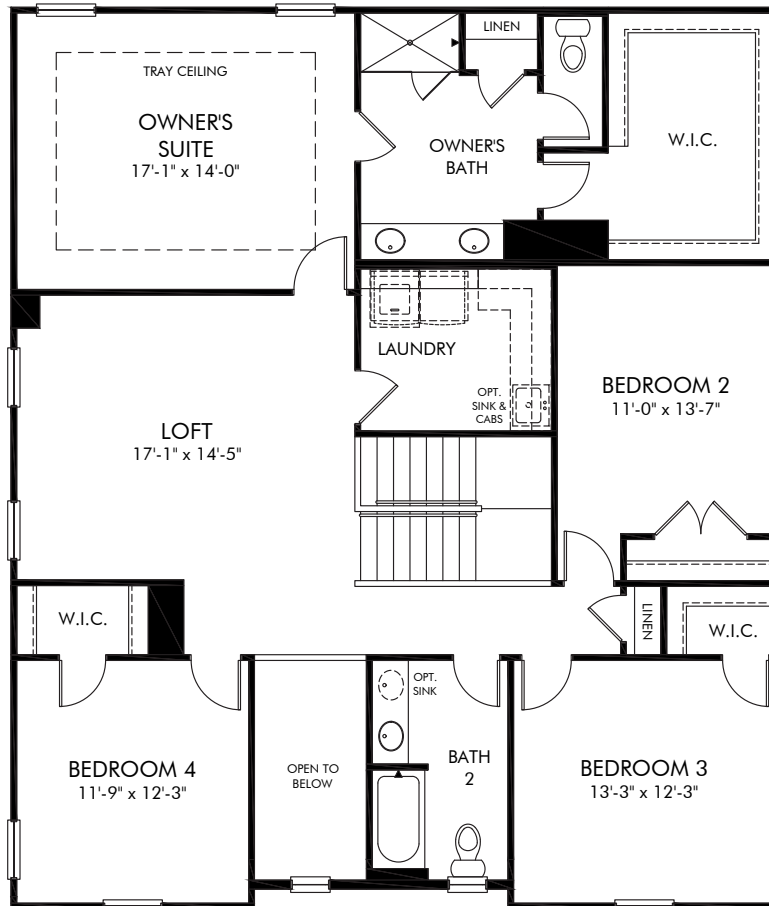 LINEN
TRAY CEILING
OWNER'S
SUITE
17'-1" x 14'-0"
OWNER'S
BATH
W.I.C.
LAUNDRY
OPT.
SINK &
CABS
BEDROOM 2
11'-0" x 13'-7"
LOFT
17'-1" x 14'-5"
W.I.C.
LINEN
W.I.C.
OPT.
SINK
BEDROOM 4
11'-9" x 12'-3"
OPEN TO
BELOW
BATH
2
BEDROOM 3
13'-3" x 12'-3"